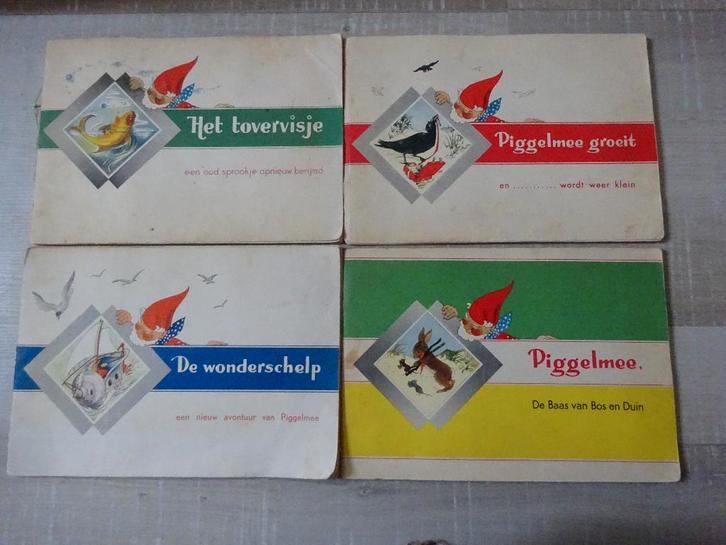 Het tovervisje
een oud sprookje opnieuw berijmd
Piggelmee groeit
en ........... wordt weer klein
De wonderschelp
een nieuw avontuur van Piggelmee
Piggelmee.
De Baas van Bos en Duin